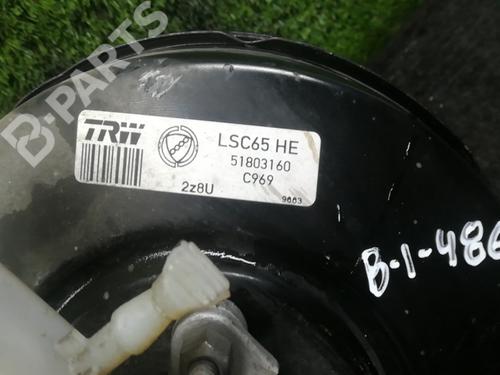 B-PARTS
TRW
LSC65 HE
51803160
C969
2z8U
9663
B-1-486